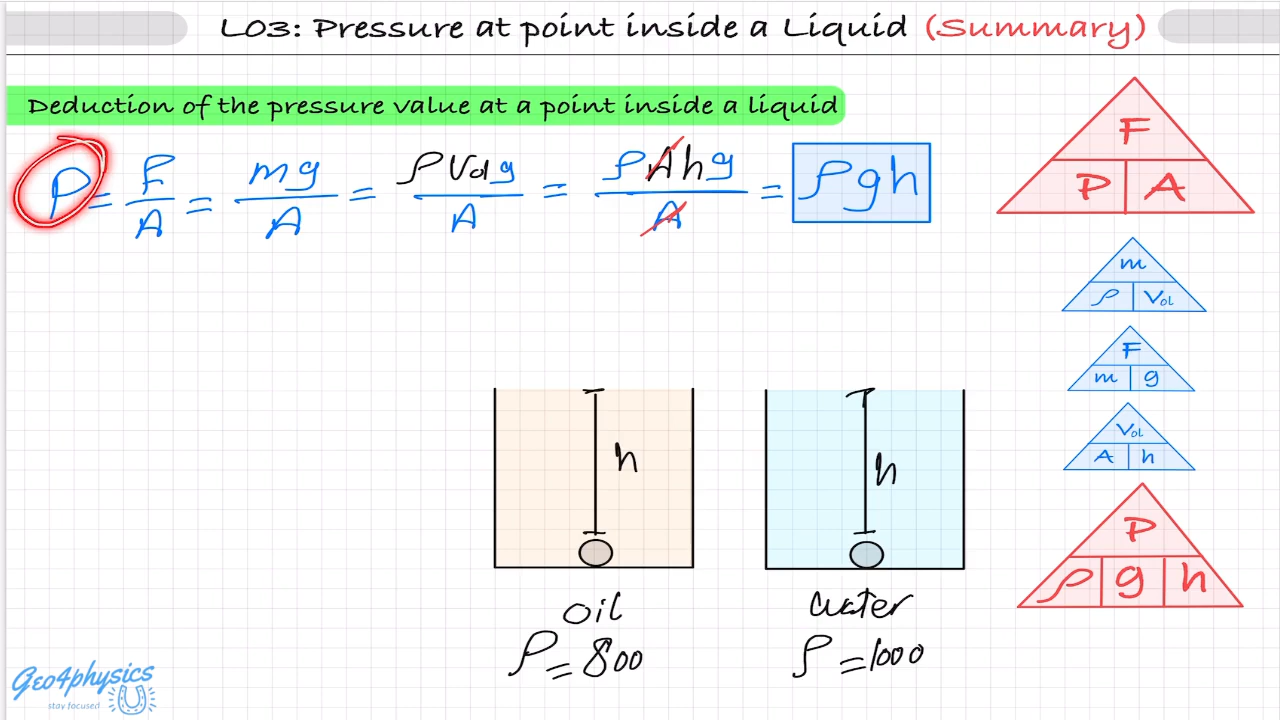 LO3: Pressure at point inside a Liquid (Summary)
Deduction of the pressure value at a point inside a liquid
P = F/A = mg/A = ρVolg/A = ρAhg/A = ρgh
F
P A
m
ρ Vol
F
m g
Vol
A h
P
ρ g h
h
h
oil
water
ρ=800
ρ=1000
Geo4physics
stay focused